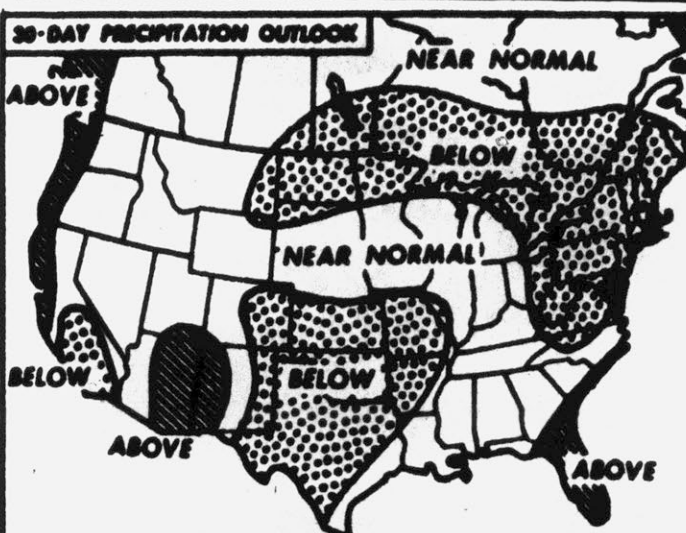 30-DAY PRECIPITATION OUTLOOK
NEAR NORMAL
ABOVE
BELOW
NEAR NORMAL
BELOW
BELOW
ABOVE
ABOVE